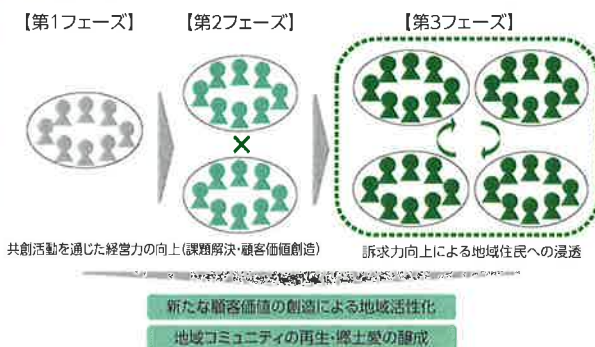 【第1フェーズ】 【第2フェーズ】 【第3フェーズ】
×
共創活動を通じた経営力の向上(課題解決・顧客価値創造) 訴求力向上による地域住民への浸透
新たな顧客価値の創造による地域活性化
地域コミュニティの再生・郷土愛の醸成